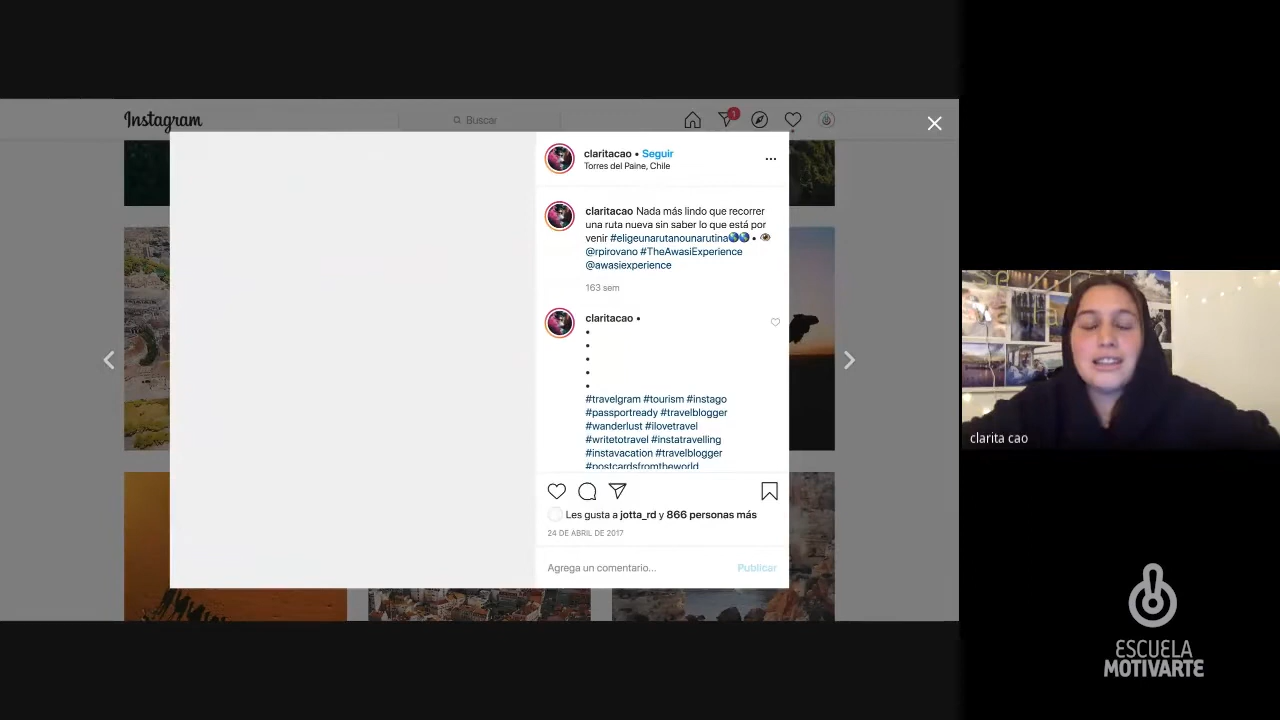 Instagram
Buscar
1
claritacao • Seguir
Torres del Paine, Chile
claritacao Nada más lindo que recorrer
una ruta nueva sin saber lo que está por
venir #eligeunarutanounarutina🌎🌎 • 👁
@rpirovano #TheAwasiExperience
@awasiexperience
163 sem
claritacao •
•
•
•
•
•
#travelgram #tourism #instago
#passportready #travelblogger
#wanderlust #ilovetravel
#writetotravel #instatravelling
#instavacation #travelblogger
#postcardsfromtheworld
Les gusta a jotta_rd y 866 personas más
24 DE ABRIL DE 2017
Agrega un comentario... Publicar
clarita cao
ESCUELA
MOTIVARTE